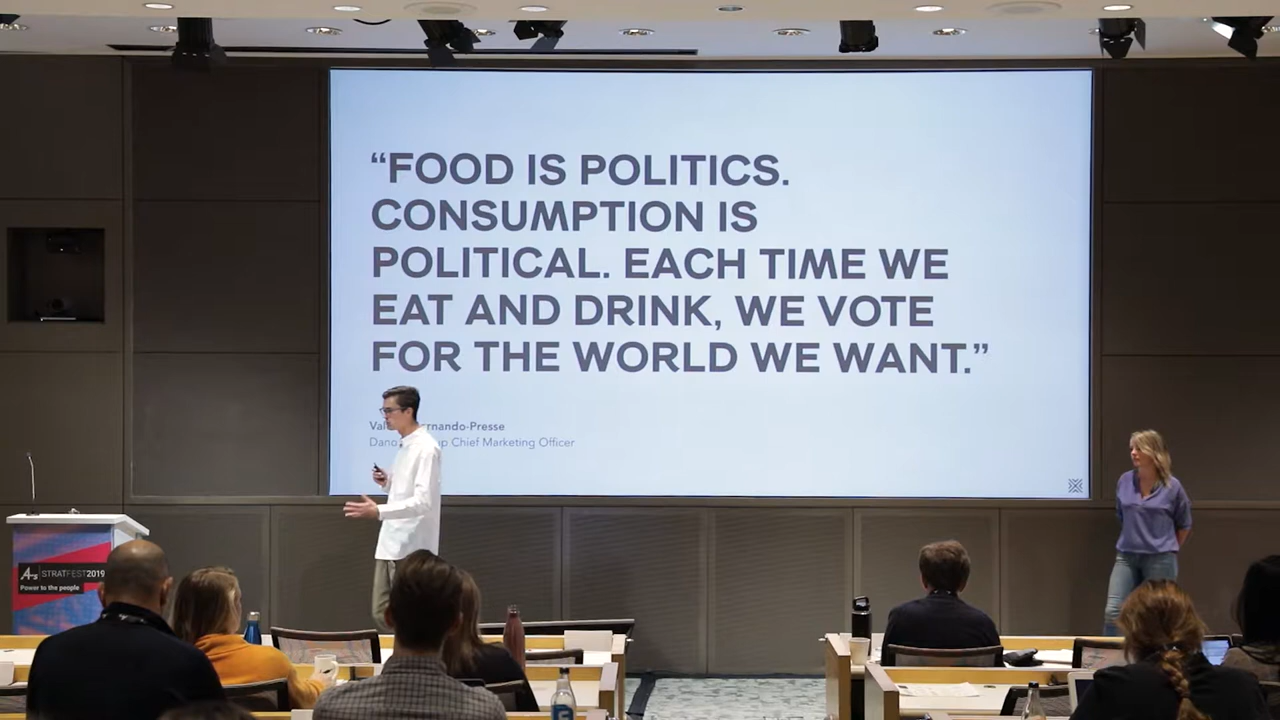 “FOOD IS POLITICS.
CONSUMPTION IS
POLITICAL. EACH TIME WE
EAT AND DRINK, WE VOTE
FOR THE WORLD WE WANT.”
rnando-Presse
Chief Marketing Officer
4As STRATFEST2019
Power to the people